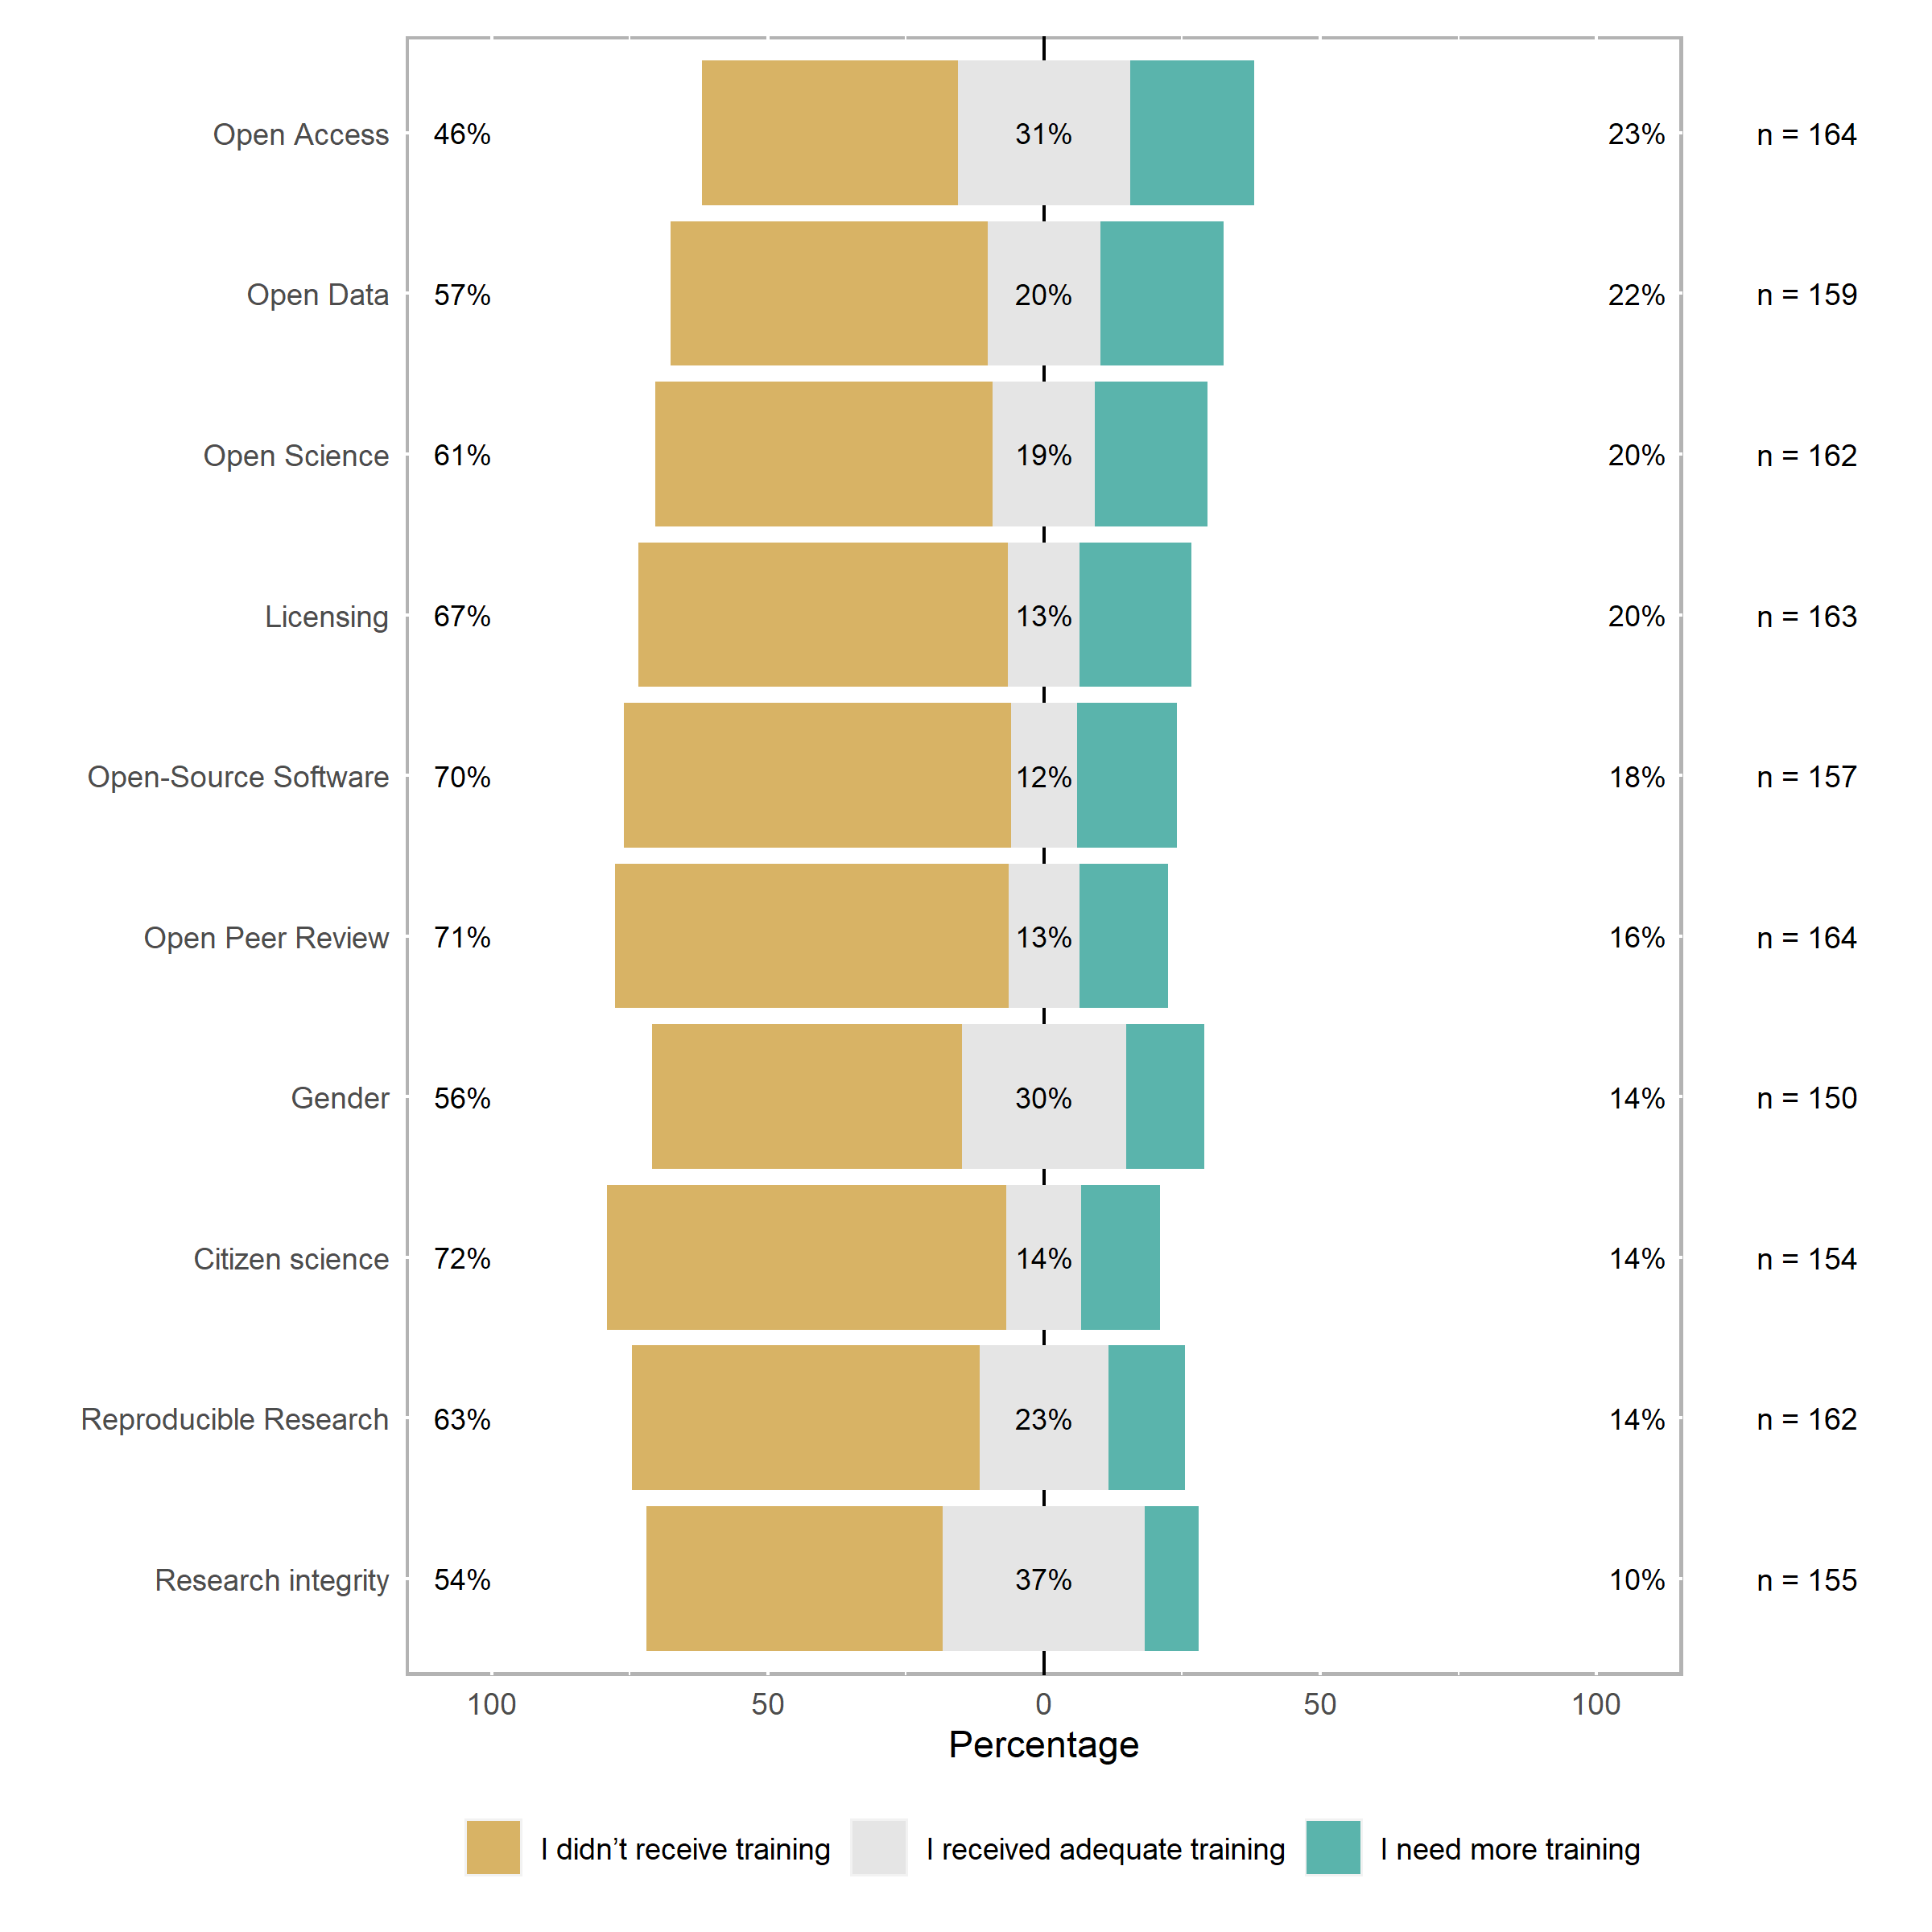 Open Access 46% 31% 23% n = 164
Open Data 57% 20% 22% n = 159
Open Science 61% 19% 20% n = 162
Licensing 67% 13% 20% n = 163
Open-Source Software 70% 12% 18% n = 157
Open Peer Review 71% 13% 16% n = 164
Gender 56% 30% 14% n = 150
Citizen science 72% 14% 14% n = 154
Reproducible Research 63% 23% 14% n = 162
Research integrity 54% 37% 10% n = 155
100 50 0 50 100
Percentage
I didn’t receive training I received adequate training I need more training